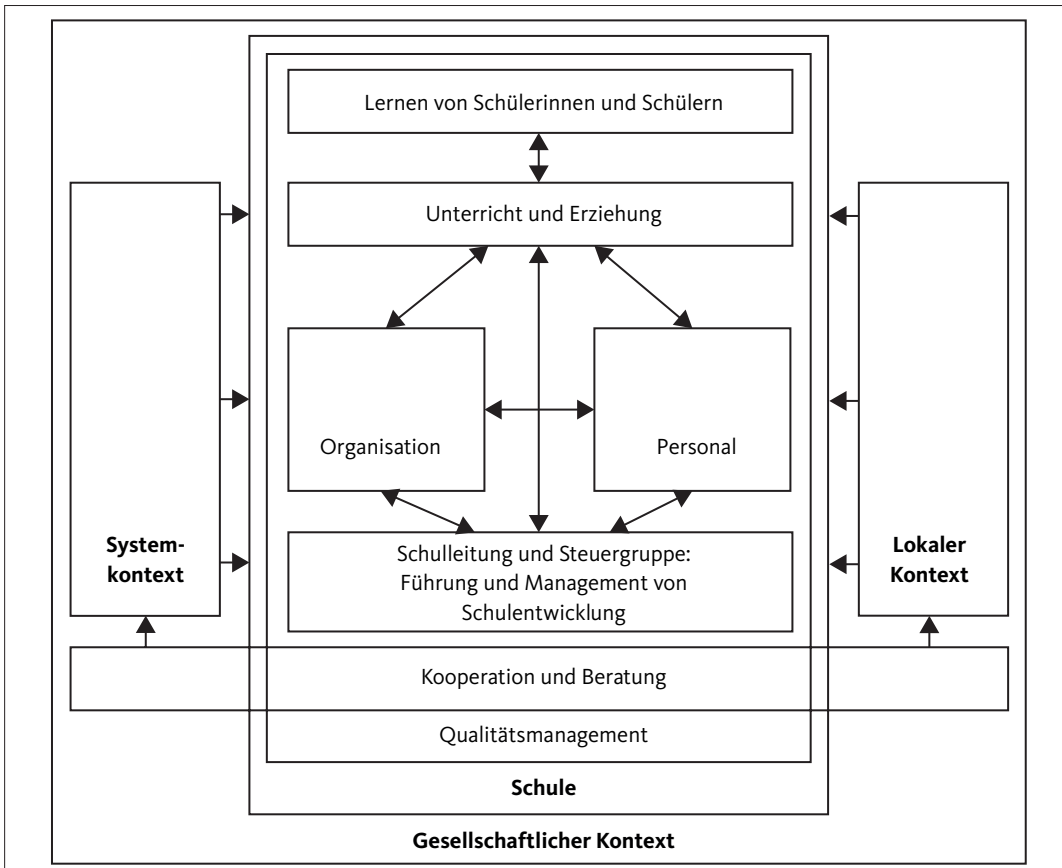 Lernen von Schülerinnen und Schülern
Unterricht und Erziehung
Organisation
Personal
System-
kontext
Schulleitung und Steuergruppe:
Führung und Management von
Schulentwicklung
Lokaler
Kontext
Kooperation und Beratung
Qualitätsmanagement
Schule
Gesellschaftlicher Kontext